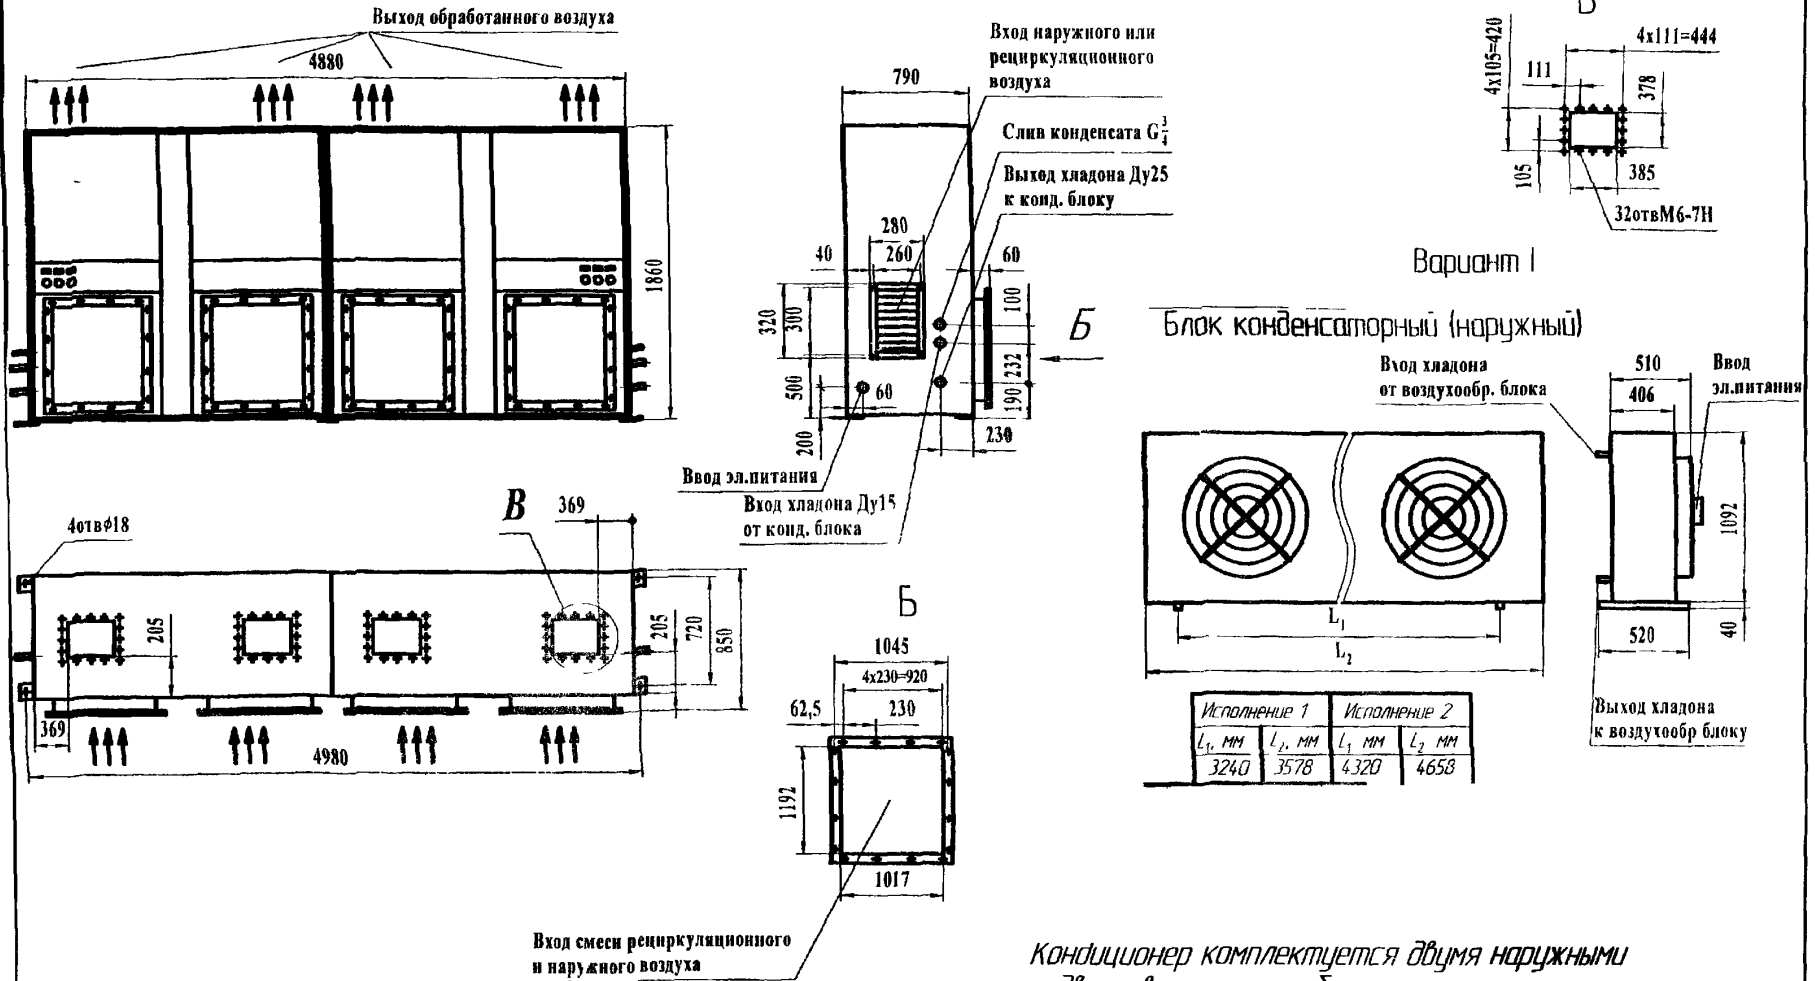 Выход обработанного воздуха
4880
1860
Вход наружного или
рециркуляционного
воздуха
790
Слив конденсата G3/4
Выход хладона Ду25
к конд. блоку
280
260
40
60
100
320
300
500
232
190
60
200
230
Б
Ввод эл.питания
Вход хладона Ду15
от конд. блока
4x105=420
4x111=444
111
378
105
385
32отвМ6-7Н
Вариант 1
Блок конденсаторный (наружный)
Вход хладона
от воздухообр. блока
510
406
Ввод
эл.питания
1092
40
520
L1
L2
Выход хладона
к воздухообр блоку
Исполнение 1 Исполнение 2
L1, мм L2, мм L1 мм L2 мм
3240 3578 4320 4658
4отвф18
В
369
205
205
720
850
369
4980
Б
1045
4x230=920
62,5
230
1192
1017
Вход смеси рециркуляционного
и наружного воздуха
Кондиционер комплектуется двумя наружными